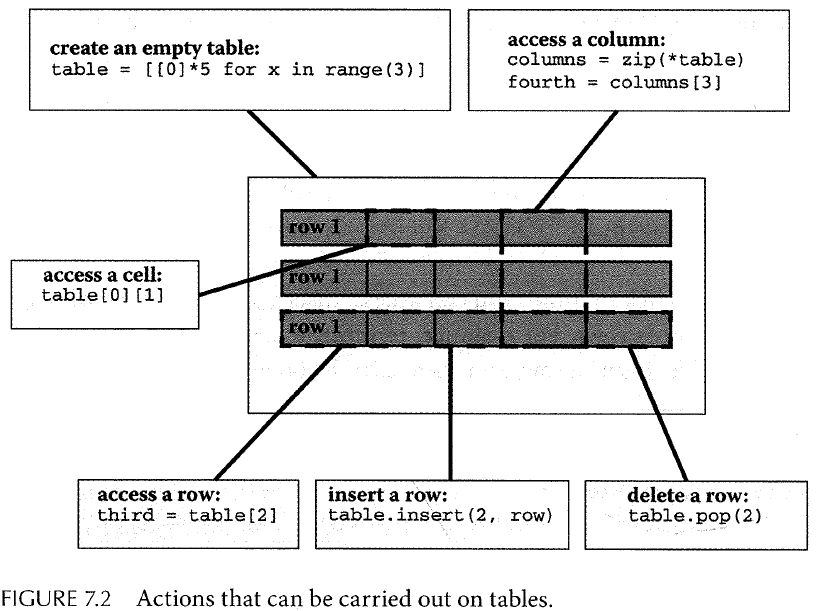 create an empty table:
table = [[0]*5 for x in range(3)]
access a column:
columns = zip(*table)
fourth = columns[3]
row 1
access a cell:
table[0][1]
row 1
row 1
access a row:
third = table[2]
insert a row:
table.insert(2, row)
delete a row:
table.pop(2)
FIGURE 7.2 Actions that can be carried out on tables.